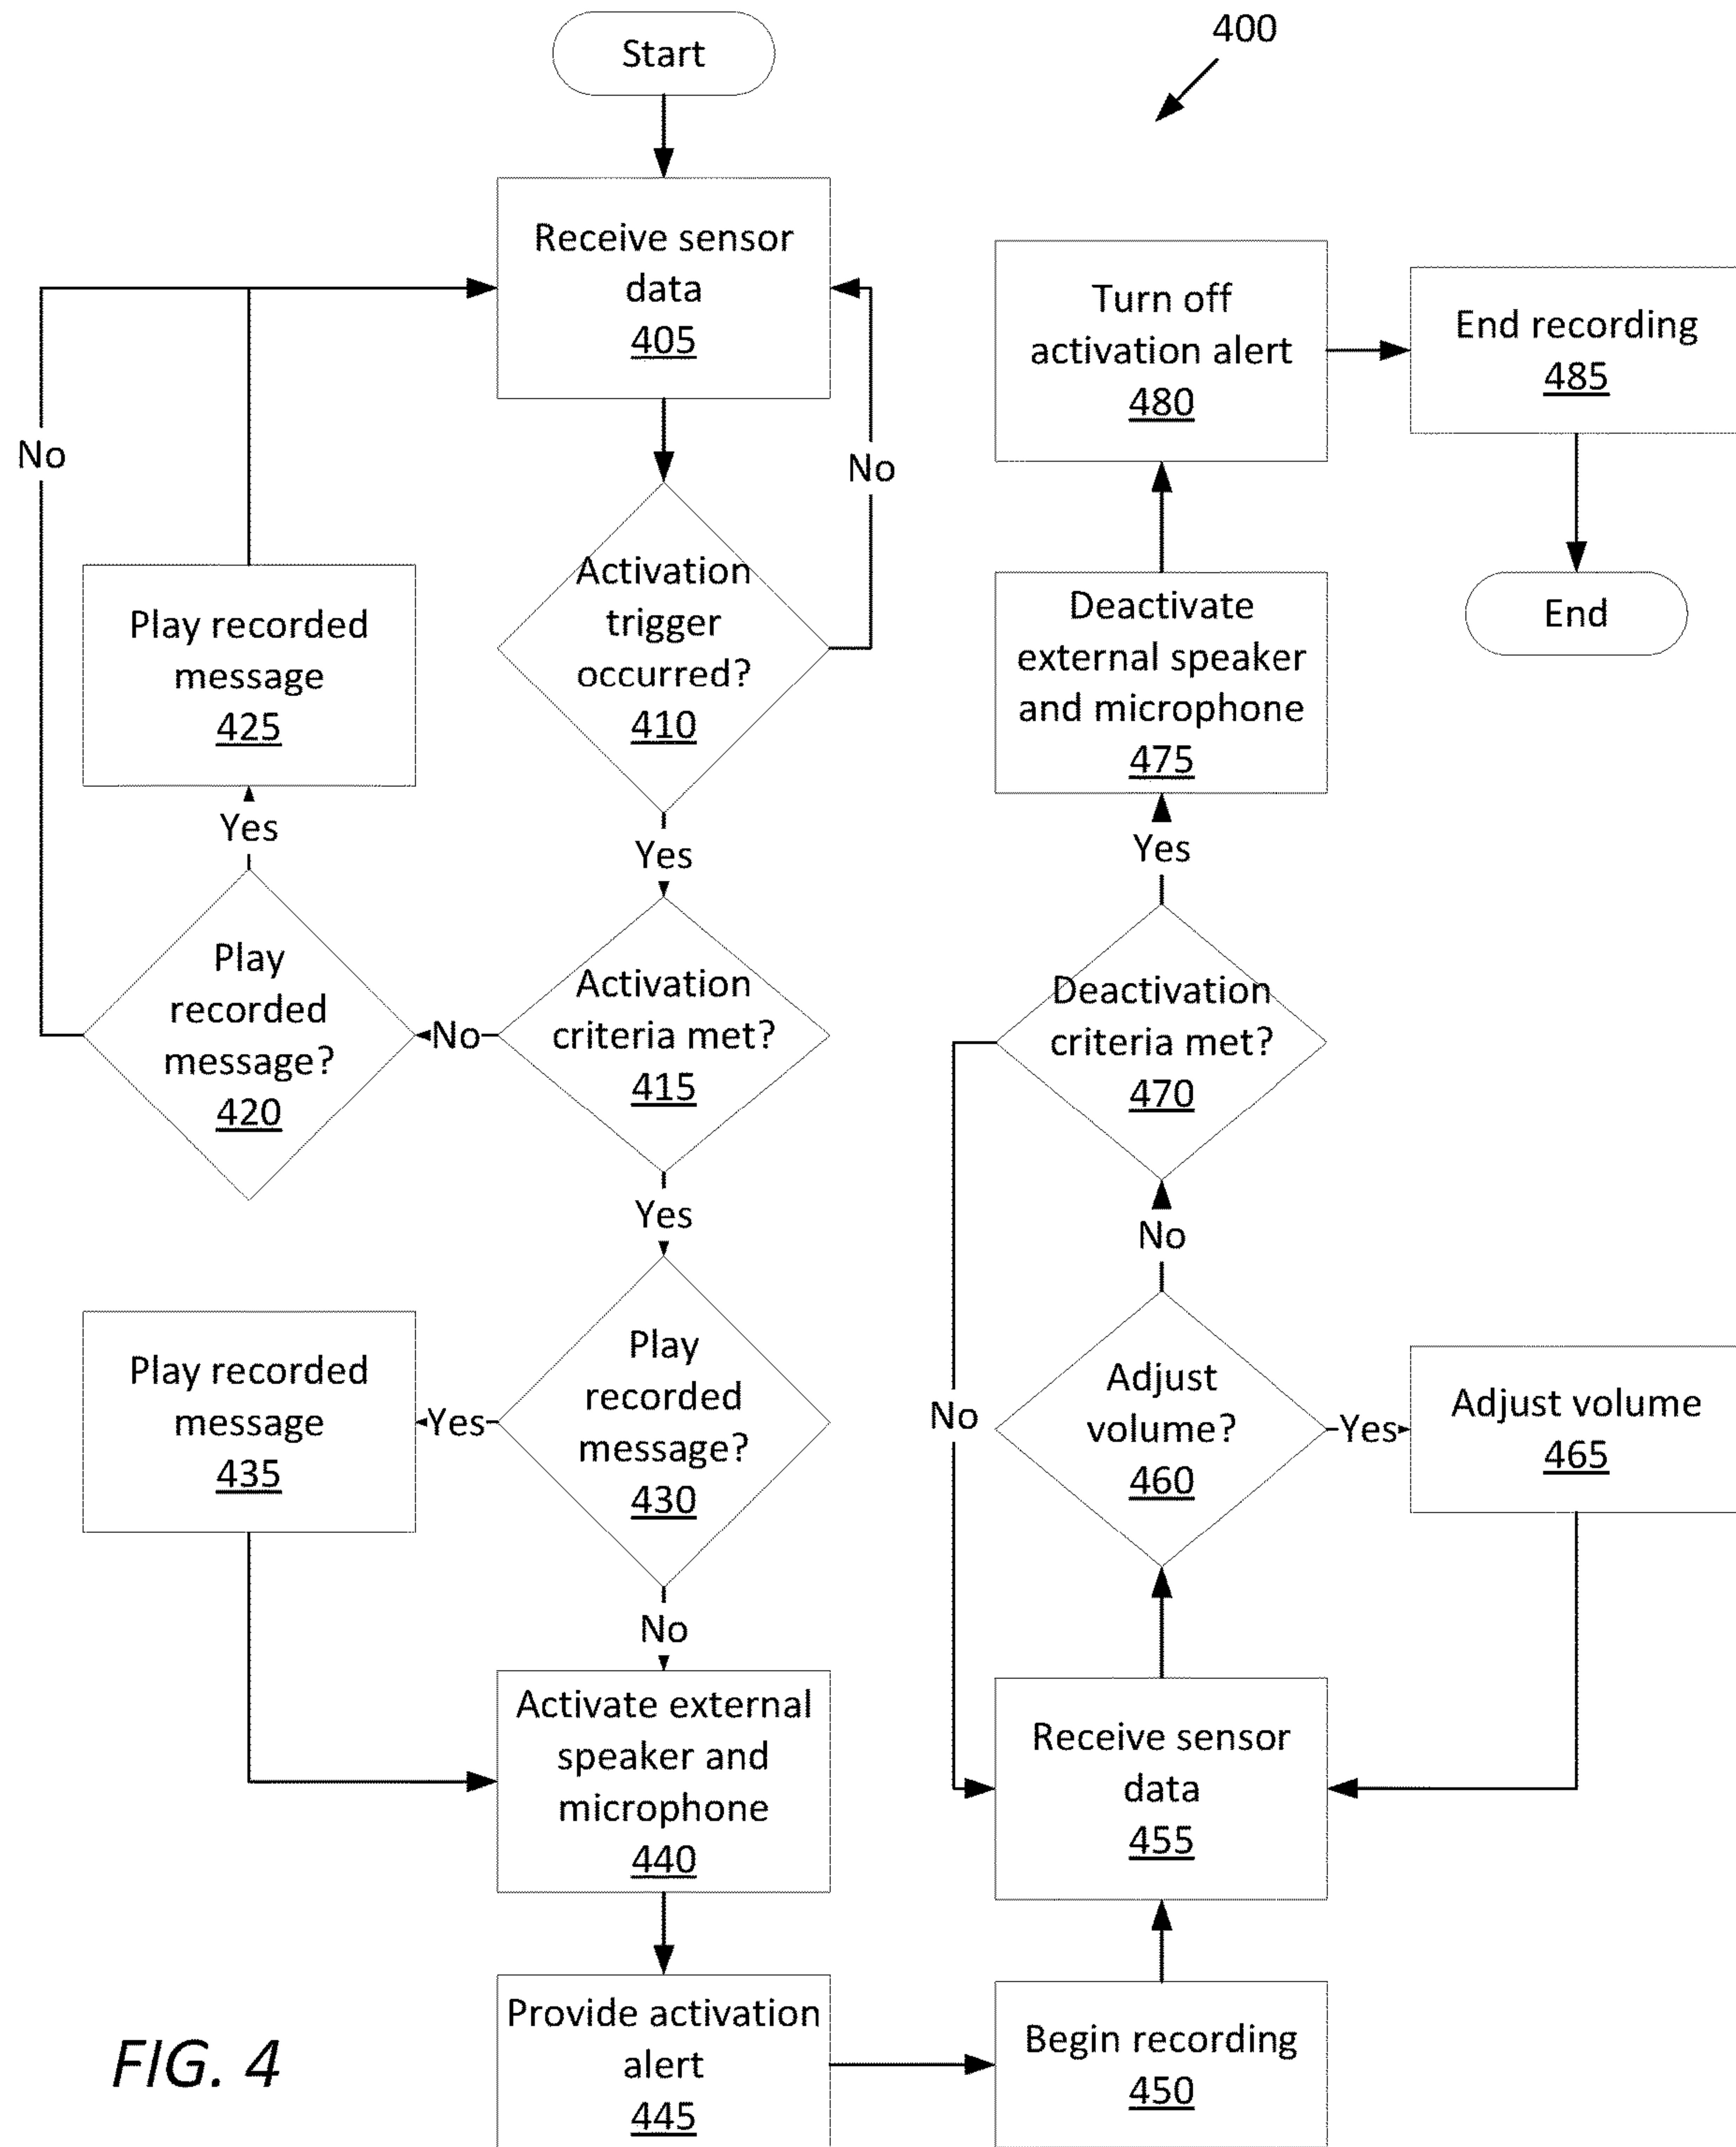 400
Start
Receive sensor
data
405
No
No
Activation
trigger
occurred?
410
Play recorded
message
425
Yes
Yes
Play
recorded
message?
420
No
Activation
criteria met?
415
Yes
Play recorded
message
435
Yes
Play
recorded
message?
430
No
Activate external
speaker and
microphone
440
Provide activation
alert
445
Begin recording
450
Receive sensor
data
455
Adjust
volume?
460
Yes
Adjust volume
465
No
No
Deactivation
criteria met?
470
Yes
Deactivate
external speaker
and microphone
475
Turn off
activation alert
480
End recording
485
End
FIG. 4